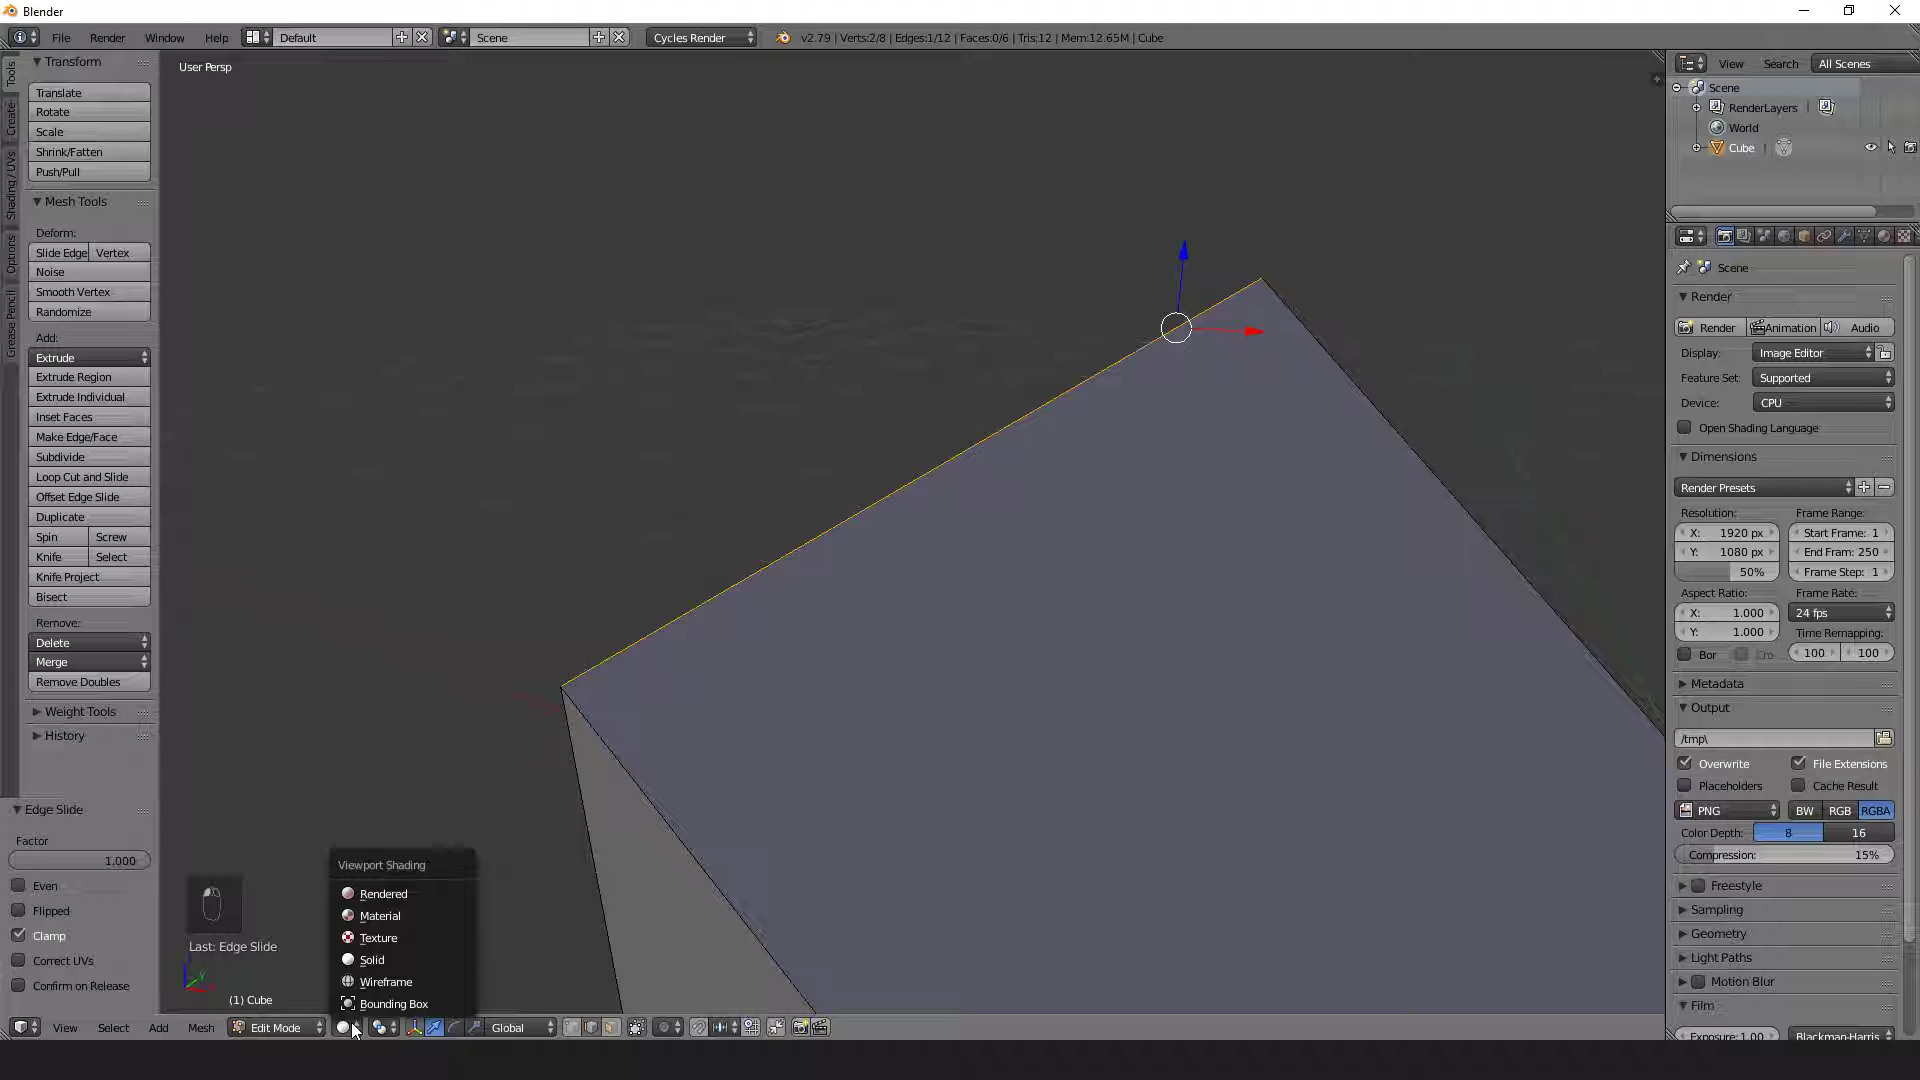 Blender
File Render Window Help Default Scene Cycles Render v2.79 | Verts:2/8 | Edges:1/12 | Faces:0/6 | Tris:12 | Mem:12.65M | Cube
Tools
Create
Shading / UVs
Options
Grease Pencil
Transform
Translate
Rotate
Scale
Shrink/Fatten
Push/Pull
Mesh Tools
Deform:
Slide Edge Vertex
Noise
Smooth Vertex
Randomize
Add:
Extrude
Extrude Region
Extrude Individual
Inset Faces
Make Edge/Face
Subdivide
Loop Cut and Slide
Offset Edge Slide
Duplicate
Spin Screw
Knife Select
Knife Project
Bisect
Remove:
Delete
Merge
Remove Doubles
Weight Tools
History
Edge Slide
Factor
1.000
Even
Flipped
Clamp
Correct UVs
Confirm on Release
User Persp
Last: Edge Slide
(1) Cube
Viewport Shading
Rendered
Material
Texture
Solid
Wireframe
Bounding Box
View Select Add Mesh Edit Mode Global
View Search All Scenes
Scene
RenderLayers |
World
Cube |
Scene
Render
Render Animation Audio
Display: Image Editor
Feature Set: Supported
Device: CPU
Open Shading Language
Dimensions
Render Presets
Resolution: Frame Range:
X: 1920 px Start Frame: 1
Y: 1080 px End Fram: 250
50% Frame Step: 1
Aspect Ratio: Frame Rate:
X: 1.000 24 fps
Y: 1.000 Time Remapping:
Bor Cro 100 100
Metadata
Output
/tmp\
Overwrite File Extensions
Placeholders Cache Result
PNG BW RGB RGBA
Color Depth: 8 16
Compression: 15%
Freestyle
Sampling
Geometry
Light Paths
Motion Blur
Film
Exposure: 1.00 Blackman-Harris